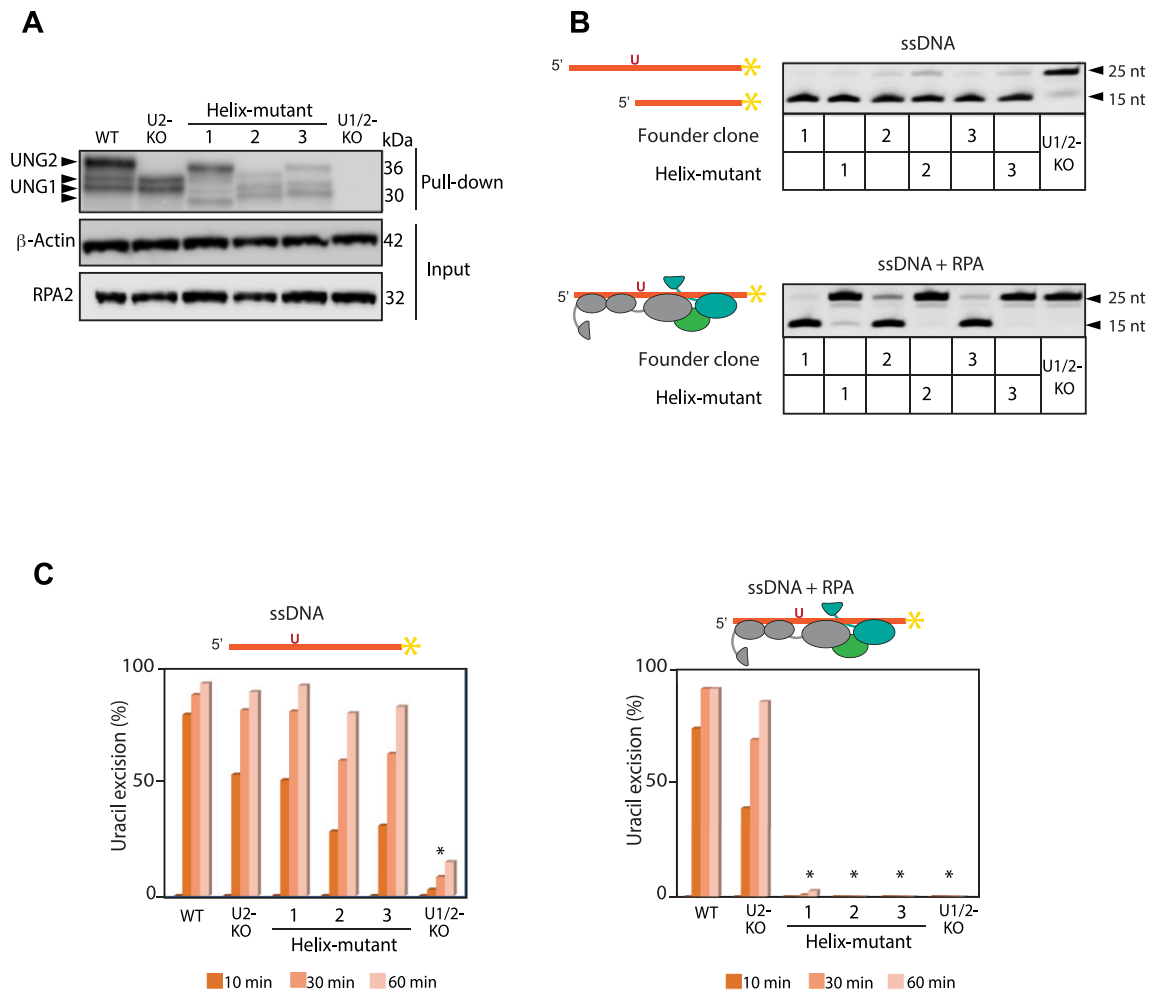 A
Helix-mutant
WT
U2-
KO
1
2
3
U1/2-
KO
kDa
UNG2
UNG1
36
30
Pull-down
β-Actin
42
RPA2
32
Input
B
ssDNA
5’
U
25 nt
15 nt
Founder clone
1
2
3
Helix-mutant
1
2
3
U1/2-
KO
ssDNA + RPA
5’
U
25 nt
15 nt
Founder clone
1
2
3
Helix-mutant
1
2
3
U1/2-
KO
C
ssDNA
5’
U
Uracil excision (%)
100
50
0
*
WT
U2-
KO
1
2
3
U1/2-
KO
Helix-mutant
10 min
30 min
60 min
ssDNA + RPA
5’
U
Uracil excision (%)
100
50
0
* * * *
WT
U2-
KO
1
2
3
U1/2-
KO
Helix-mutant
10 min
30 min
60 min